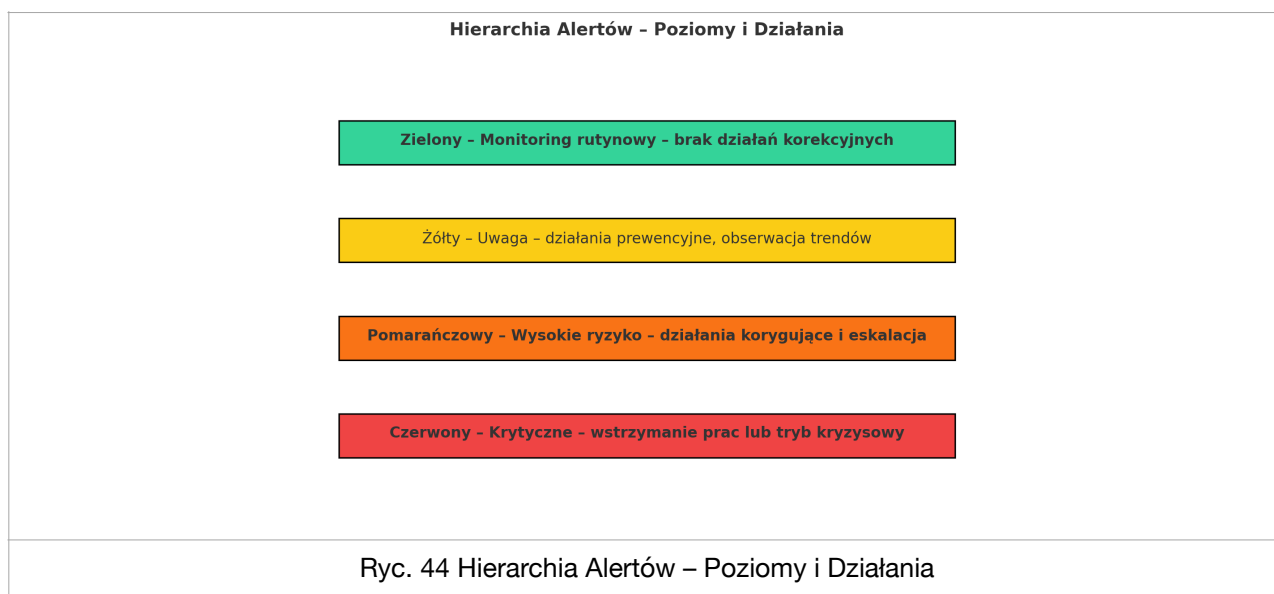 Hierarchia Alertów – Poziomy i Działania
Zielony – Monitoring rutynowy – brak działań korekcyjnych
Żółty – Uwaga – działania prewencyjne, obserwacja trendów
Pomarańczowy – Wysokie ryzyko – działania korygujące i eskalacja
Czerwony – Krytyczne – wstrzymanie prac lub tryb kryzysowy
Ryc. 44 Hierarchia Alertów – Poziomy i Działania